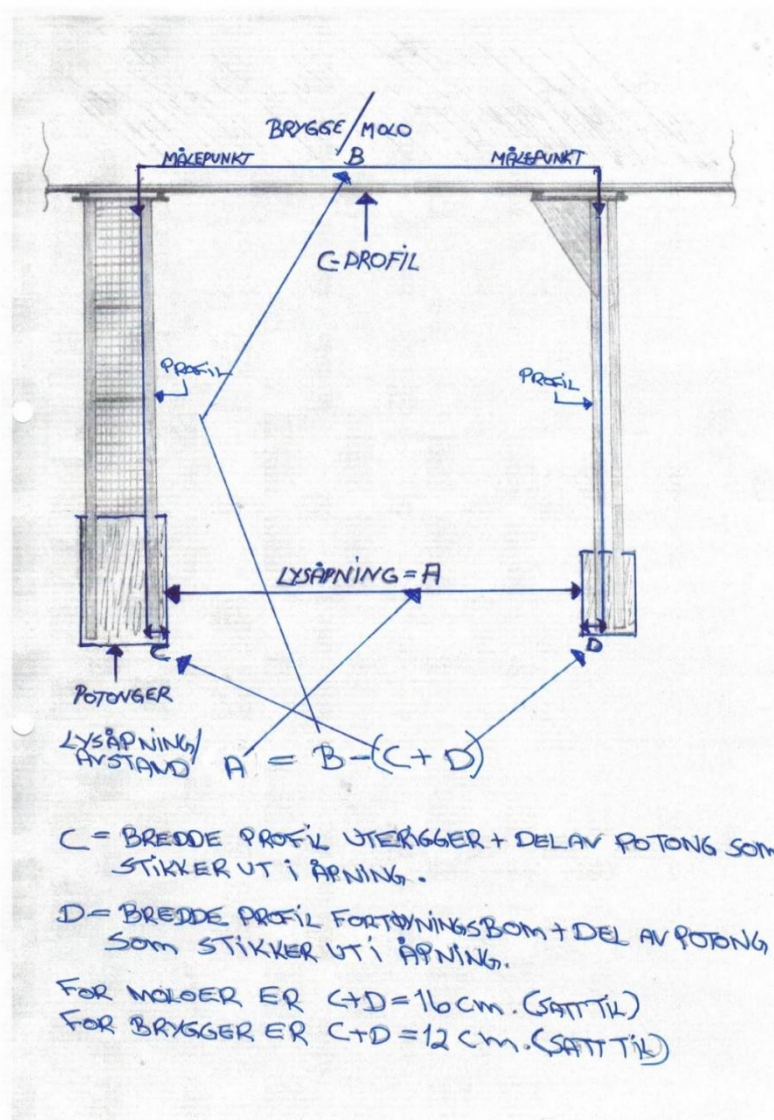 BRYGGE/MOLO
MÅLEPUNKT
B
MÅLEPUNKT
C-PROFIL
PROFIL
PROFIL
LYSÅPNING = A
C
D
POTONGER
LYSÅPNING/
AVSTAND A = B-(C+D)
C = BREDDE PROFIL UTERIGGER + DEL AV POTONG SOM
STIKKER UT I ÅPNING.
D = BREDDE PROFIL FORTØYNINGSBOM + DEL AV POTONG
SOM STIKKER UT I ÅPNING.
FOR MOLOER ER C+D = 16 cm. (SATT TIL)
FOR BRYGGER ER C+D = 12 cm. (SATT TIL)